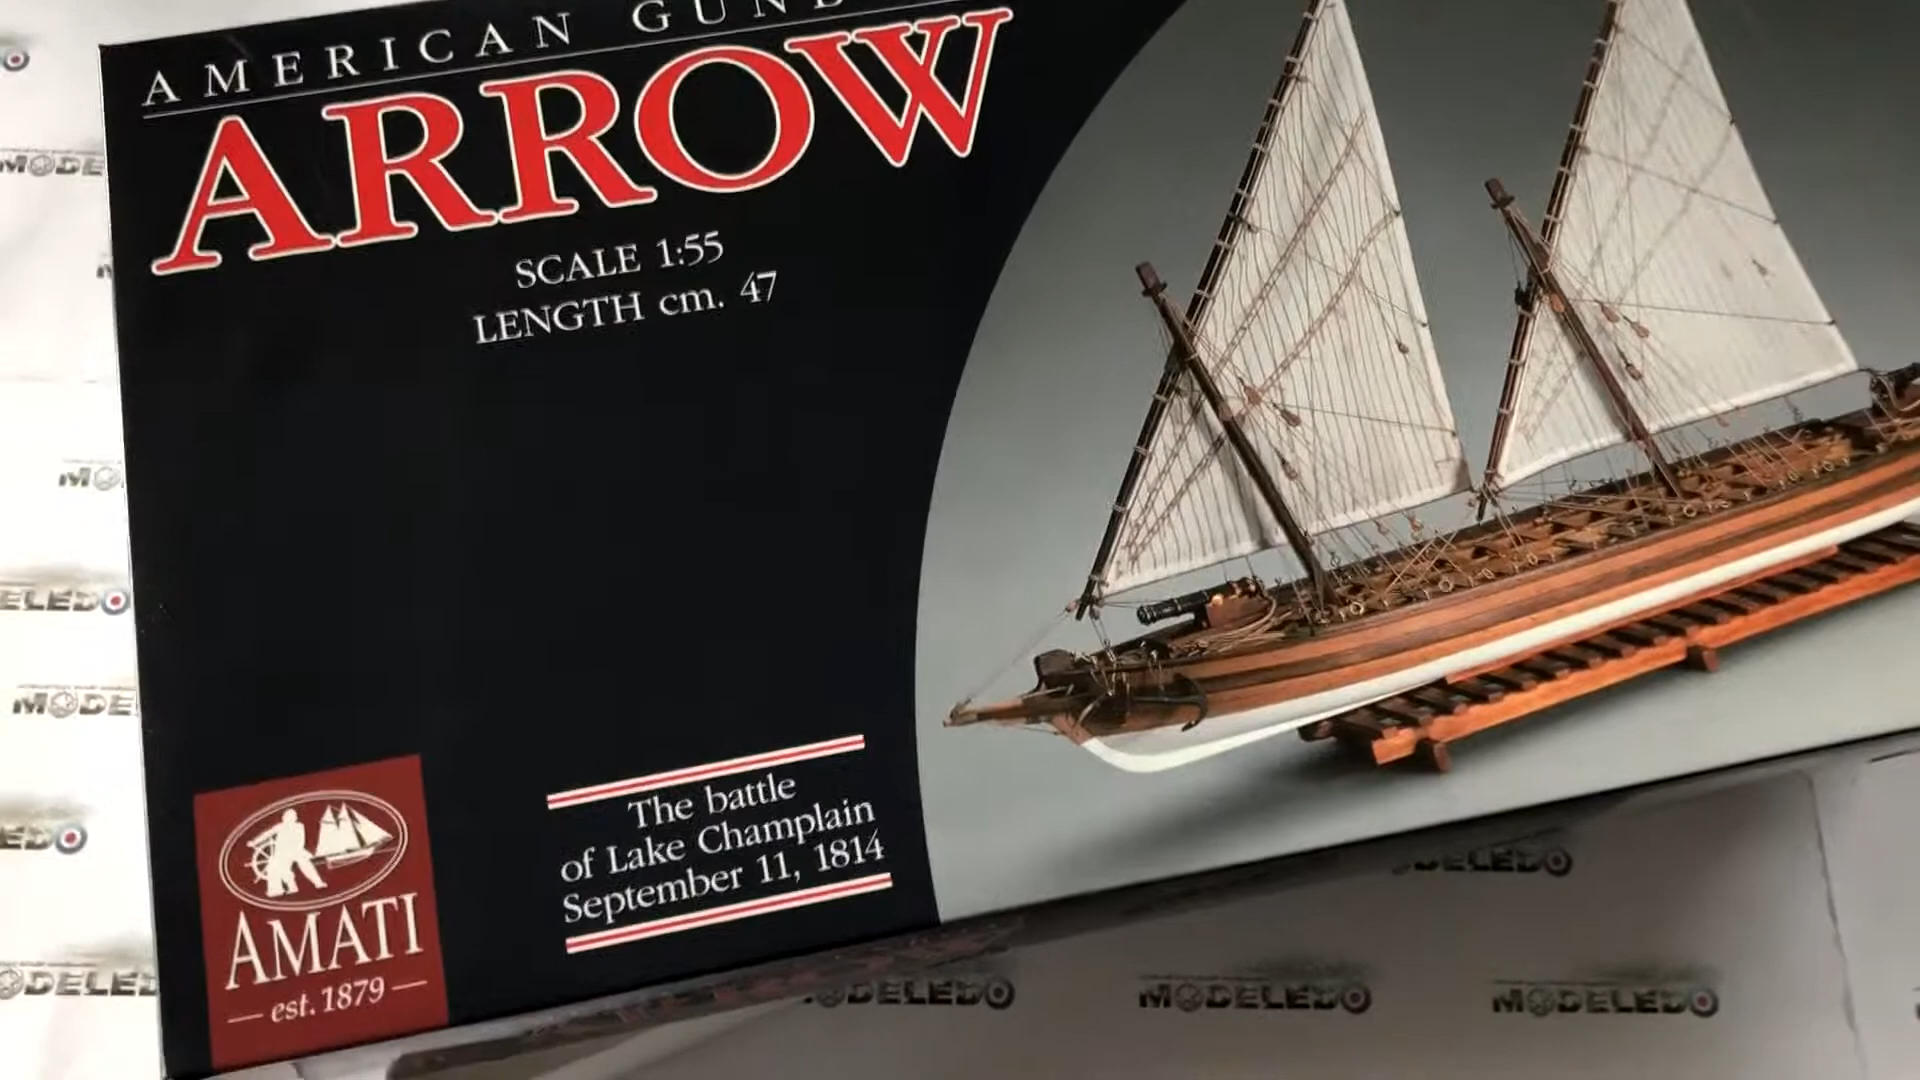 AMERICAN
ARROW
SCALE 1:55
LENGTH cm. 47
The battle
of Lake Champlain
September 11, 1814
AMATI
est. 1879
MODELEDO
MODELEDO
MODELEDO
MODELEDO